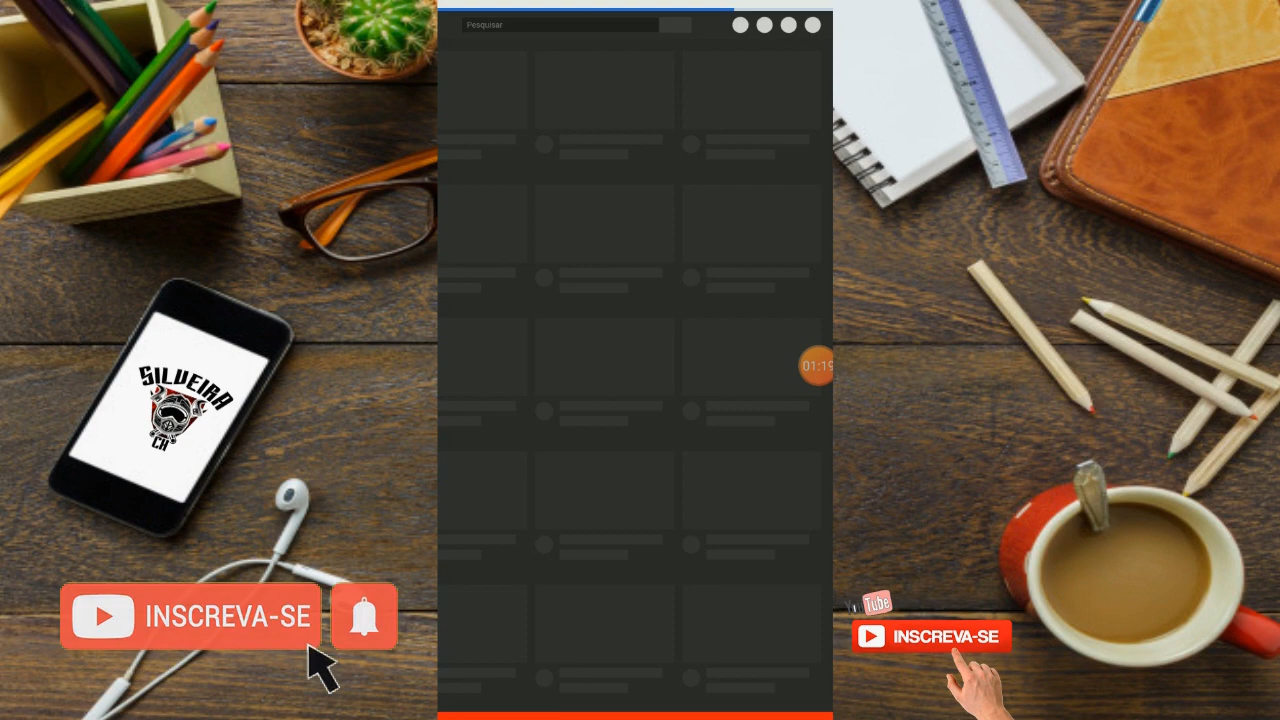 Pesquisar
01:19
SILVEIRA
CH
INSCREVA-SE
YouTube
INSCREVA-SE